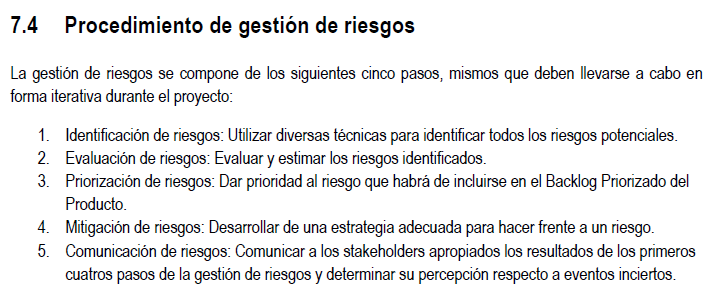 7.4 Procedimiento de gestión de riesgos
La gestión de riesgos se compone de los siguientes cinco pasos, mismos que deben llevarse a cabo en
forma iterativa durante el proyecto:
1. Identificación de riesgos: Utilizar diversas técnicas para identificar todos los riesgos potenciales.
2. Evaluación de riesgos: Evaluar y estimar los riesgos identificados.
3. Priorización de riesgos: Dar prioridad al riesgo que habrá de incluirse en el Backlog Priorizado del
Producto.
4. Mitigación de riesgos: Desarrollar de una estrategia adecuada para hacer frente a un riesgo.
5. Comunicación de riesgos: Comunicar a los stakeholders apropiados los resultados de los primeros
cuatros pasos de la gestión de riesgos y determinar su percepción respecto a eventos inciertos.